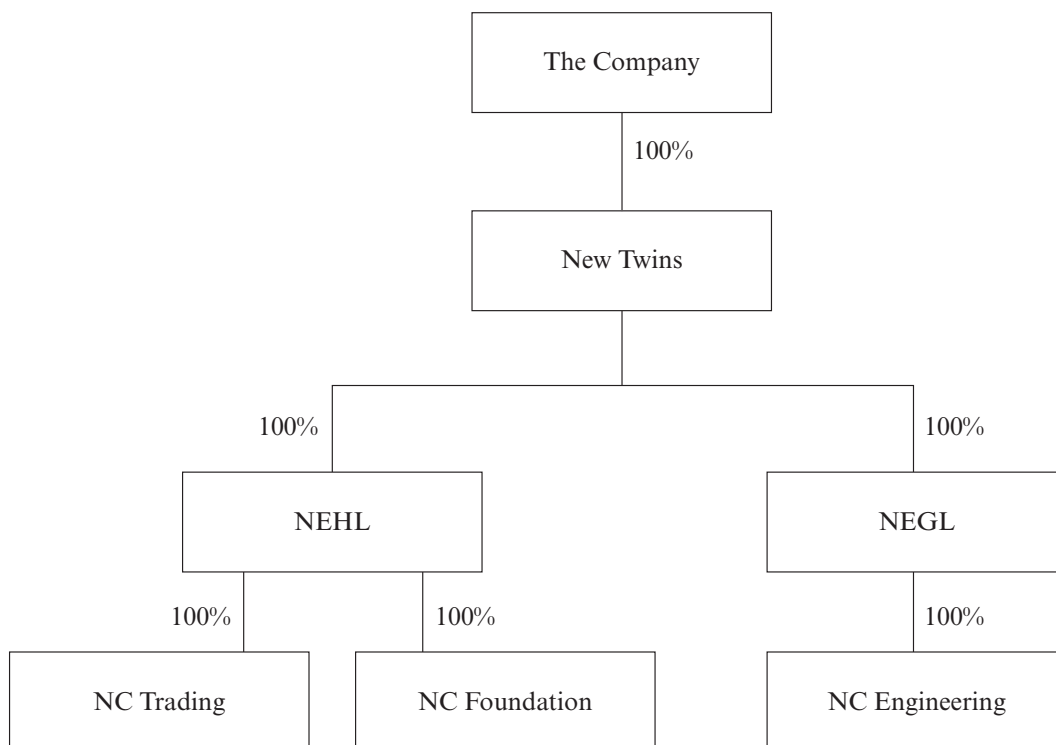 The Company
100%
New Twins
100%
100%
NEHL
NEGL
100%
100%
100%
NC Trading
NC Foundation
NC Engineering